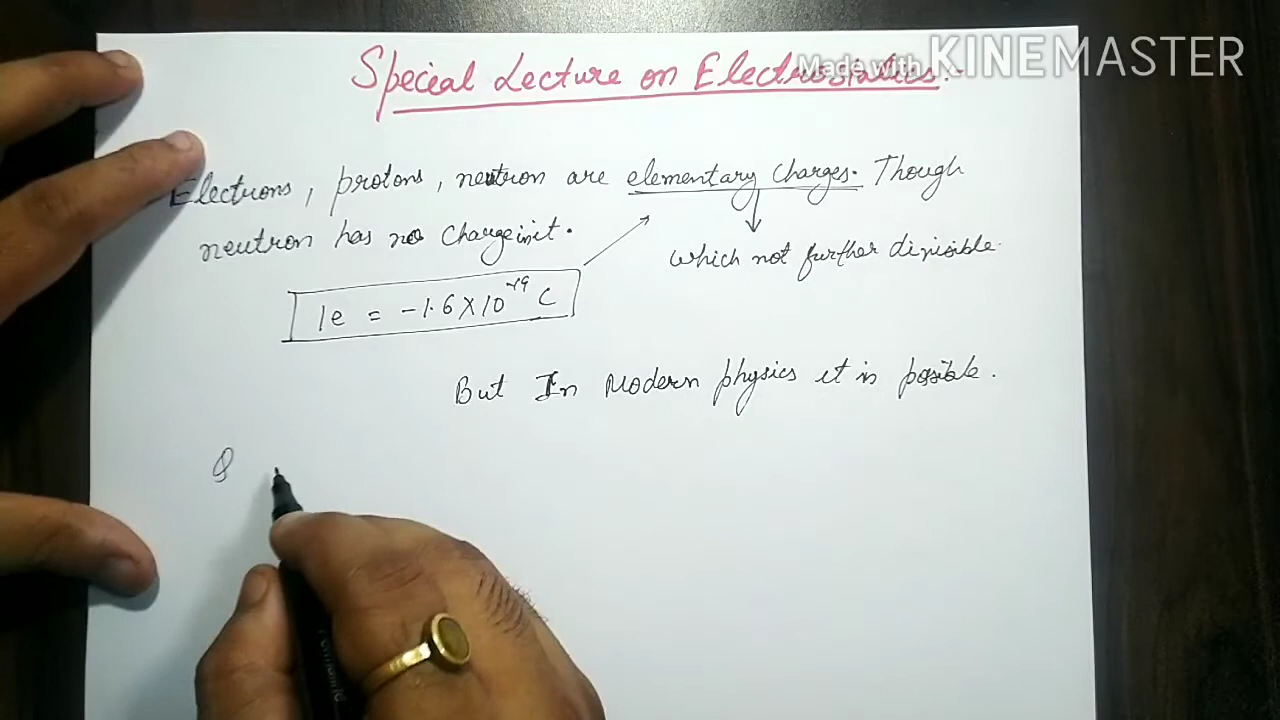 Special Lecture on Electrostatics :-
Made with KINEMASTER
Electrons, protons, neutron are elementary charges. Though
neutron has no charge in it.
which not further divisible.
1e = -1.6 X 10^-19 C
But In Modern physics it is possible.
Q